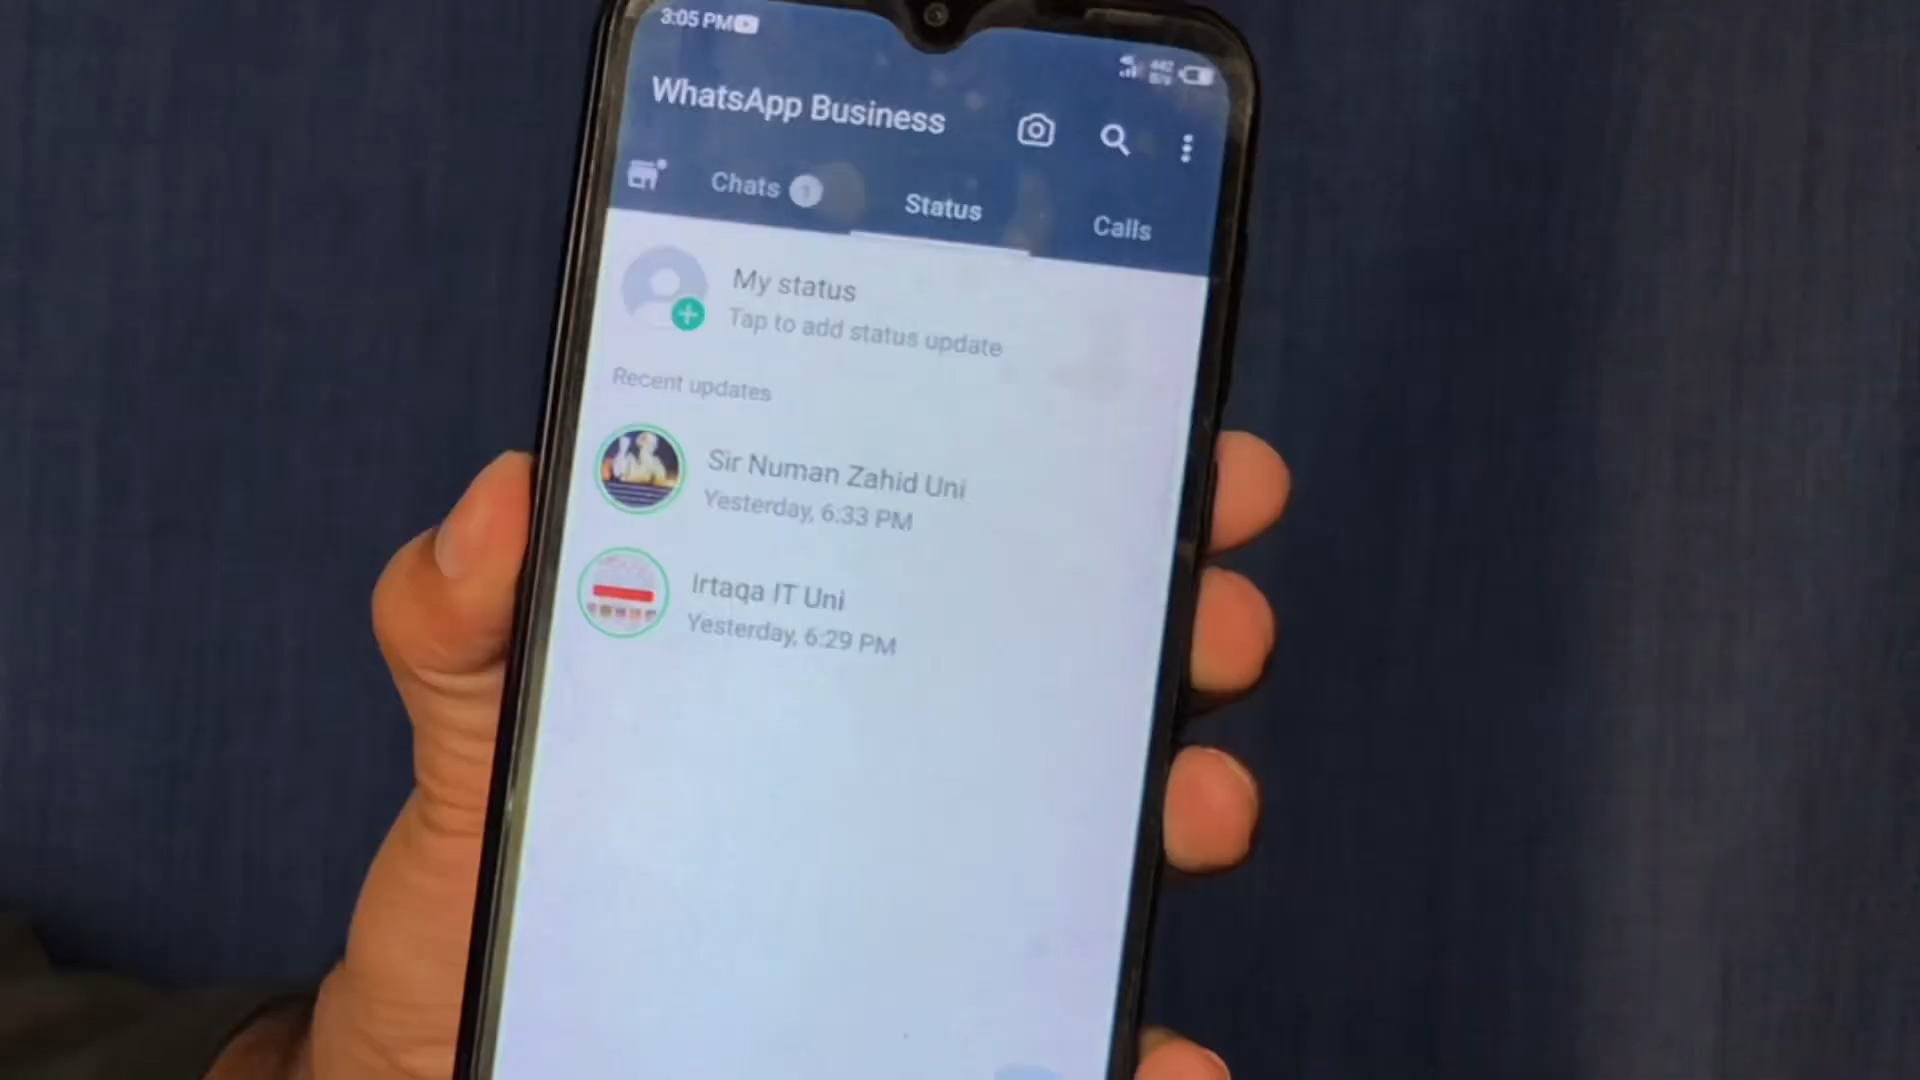 3:05 PM
WhatsApp Business
Chats 1
Status
Calls
My status
Tap to add status update
Recent updates
Sir Numan Zahid Uni
Yesterday, 6:33 PM
Irtaqa IT Uni
Yesterday, 6:29 PM